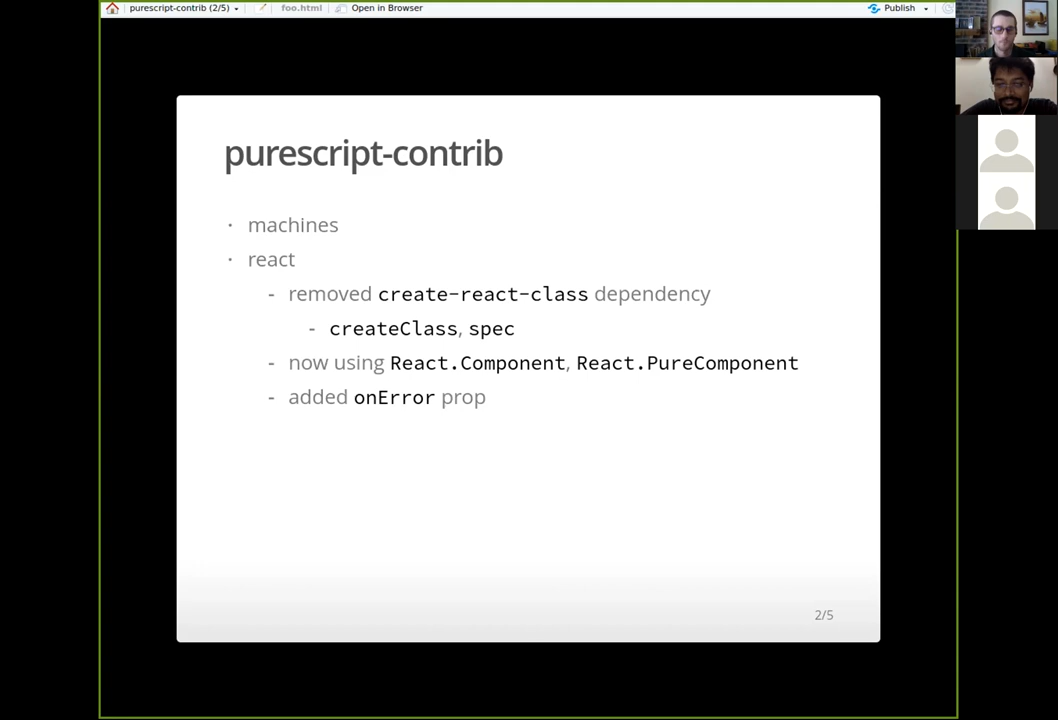 purescript-contrib (2/5) foo.html Open in Browser Publish
purescript-contrib
· machines
· react
- removed create-react-class dependency
- createClass, spec
- now using React.Component, React.PureComponent
- added onError prop
2/5